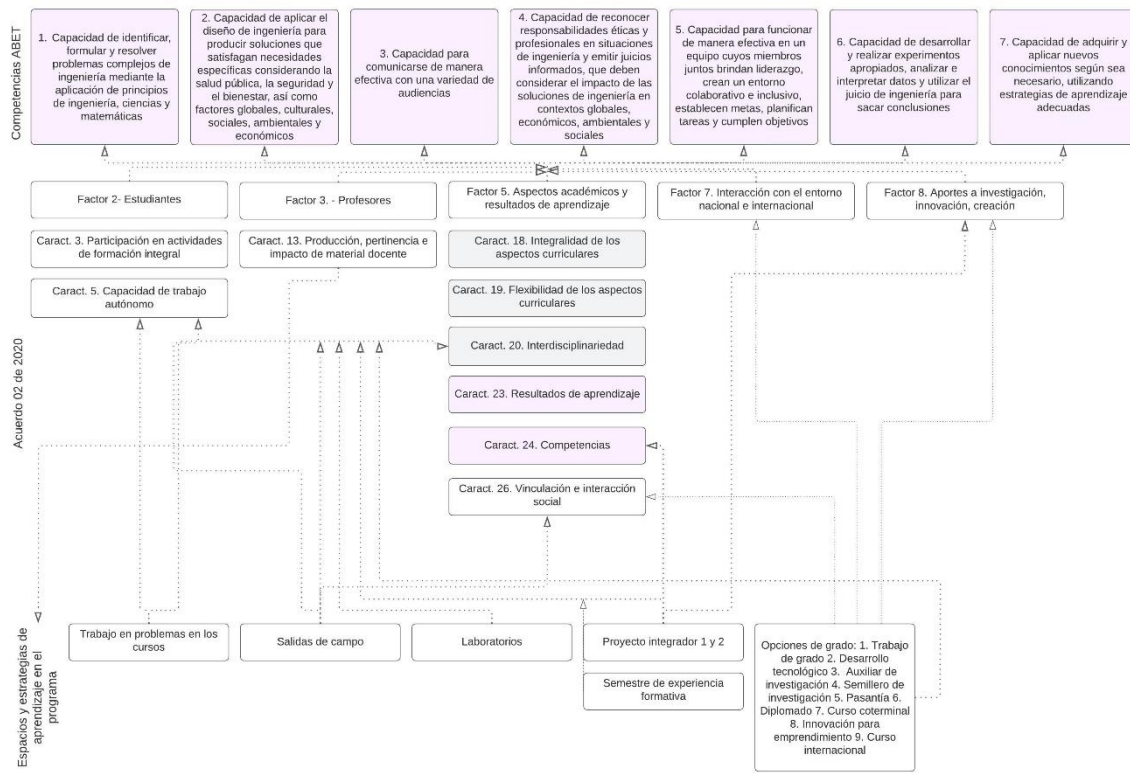 Competencias ABET
1. Capacidad de identificar,
formular y resolver
problemas complejos de
ingeniería mediante la
aplicación de principios
de ingeniería, ciencias y
matemáticas
2. Capacidad de aplicar el
diseño de ingeniería para
producir soluciones que
satisfagan necesidades
específicas considerando la
salud pública, la seguridad y
el bienestar, así como
factores globales, culturales,
sociales, ambientales y
económicos
3. Capacidad para
comunicarse de manera
efectiva con una variedad de
audiencias
4. Capacidad de reconocer
responsabilidades éticas y
profesionales en situaciones
de ingeniería y emitir juicios
informados, que deben
considerar el impacto de las
soluciones de ingeniería en
contextos globales,
económicos, ambientales y
sociales
5. Capacidad para funcionar
de manera efectiva en un
equipo cuyos miembros
juntos brindan liderazgo,
crean un entorno
colaborativo e inclusivo,
establecen metas, planifican
tareas y cumplen objetivos
6. Capacidad de desarrollar
y realizar experimentos
apropiados, analizar e
interpretar datos y utilizar el
juicio de ingeniería para
sacar conclusiones
7. Capacidad de adquirir y
aplicar nuevos
conocimientos según sea
necesario, utilizando
estrategias de aprendizaje
adecuadas
Acuerdo 02 de 2020
Factor 2- Estudiantes
Factor 3. - Profesores
Factor 5. Aspectos académicos y
resultados de aprendizaje
Factor 7. Interacción con el entorno
nacional e internacional
Factor 8. Aportes a investigación,
innovación, creación
Caract. 3. Participación en actividades
de formación integral
Caract. 13. Producción, pertinencia e
impacto de material docente
Caract. 18. Integralidad de los
aspectos curriculares
Caract. 5. Capacidad de trabajo
autónomo
Caract. 19. Flexibilidad de los aspectos
curriculares
Caract. 20. Interdisciplinariedad
Caract. 23. Resultados de aprendizaje
Caract. 24. Competencias
Caract. 26. Vinculación e interacción
social
Espacios y estrategias de
aprendizaje en el
programa
Trabajo en problemas en los
cursos
Salidas de campo
Laboratorios
Proyecto integrador 1 y 2
Semestre de experiencia
formativa
Opciones de grado: 1. Trabajo
de grado 2. Desarrollo
tecnológico 3. Auxiliar de
investigación 4. Semillero de
investigación 5. Pasantía 6.
Diplomado 7. Curso coterminal
8. Innovación para
emprendimiento 9. Curso
internacional